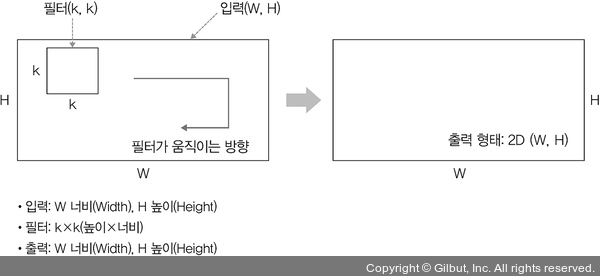 필터(k, k)
입력(W, H)
k
k
H
필터가 움직이는 방향
W
출력 형태: 2D (W, H)
H
W
• 입력: W 너비(Width), H 높이(Height)
• 필터: k×k(높이×너비)
• 출력: W 너비(Width), H 높이(Height)
Copyright © Gilbut, Inc. All rights reserved.